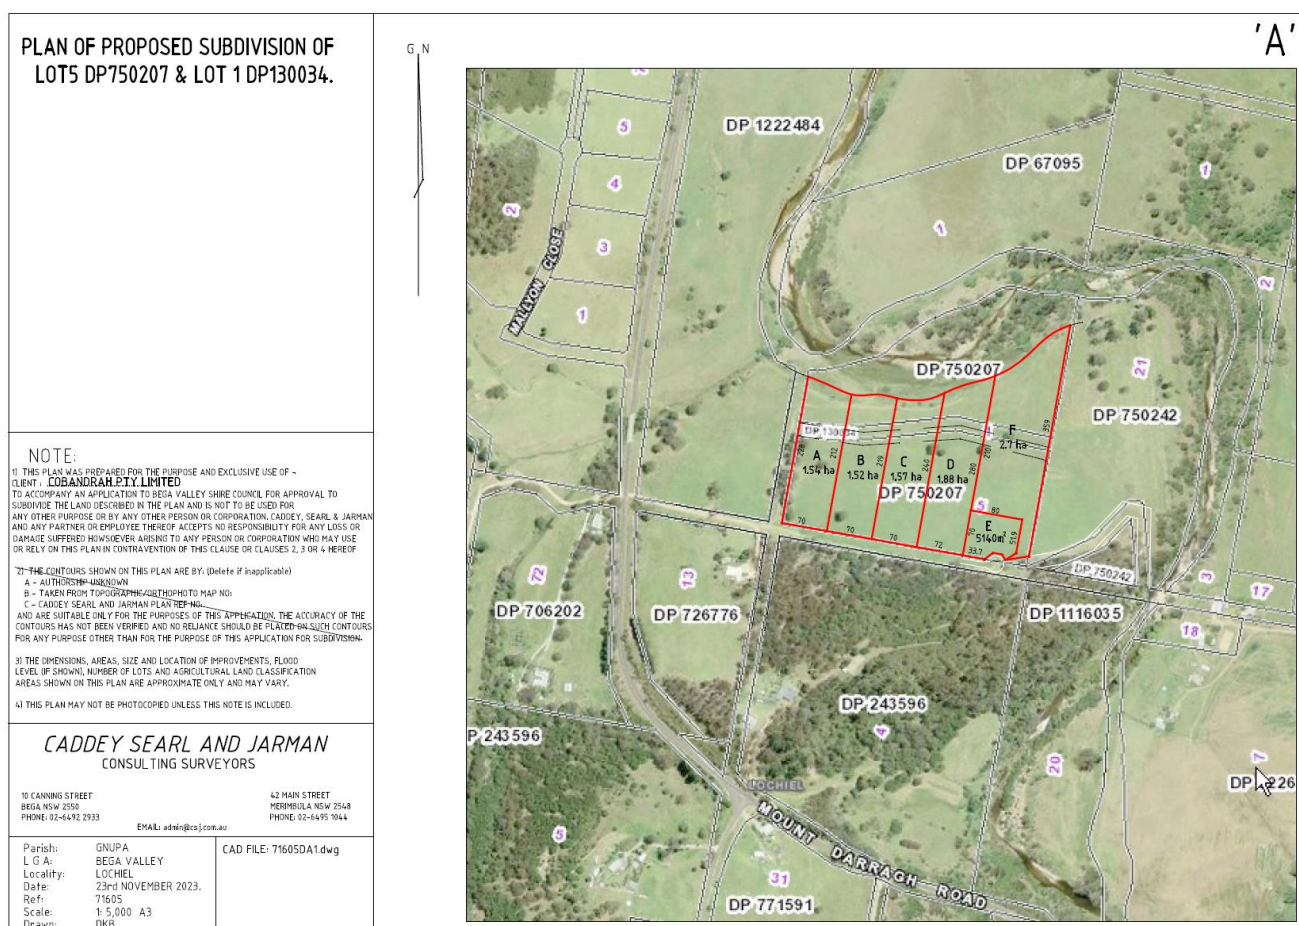 'A'
PLAN OF PROPOSED SUBDIVISION OF
LOT5 DP750207 & LOT 1 DP130034.
G N
NOTE:
1) THIS PLAN WAS PREPARED FOR THE PURPOSE AND EXCLUSIVE USE OF -
CLIENT : COBANDRAH P.T.Y. LIMITED
TO ACCOMPANY AN APPLICATION TO BEGA VALLEY SHIRE COUNCIL FOR APPROVAL TO
SUBDIVIDE THE LAND DESCRIBED IN THE PLAN AND IS NOT TO BE USED FOR
ANY OTHER PURPOSE OR BY ANY OTHER PERSON OR CORPORATION. CADDEY, SEARL & JARMAN
AND ANY PARTNER OR EMPLOYEE THEREOF ACCEPTS NO RESPONSIBILITY FOR ANY LOSS OR
DAMAGE SUFFERED HOWSOEVER ARISING TO ANY PERSON OR CORPORATION WHO MAY USE
OR RELY ON THIS PLAN IN CONTRAVENTION OF THIS CLAUSE OR CLAUSES 2, 3 OR 4 HEREOF
2) THE CONTOURS SHOWN ON THIS PLAN ARE BY: (Delete if inapplicable)
A - AUTHORSHIP UNKNOWN
B - TAKEN FROM TOPOGRAPHIC/ORTHOPHOTO MAP NO:
C - CADDEY SEARL AND JARMAN PLAN REF NO:
AND ARE SUITABLE ONLY FOR THE PURPOSES OF THIS APPLICATION. THE ACCURACY OF THE
CONTOURS HAS NOT BEEN VERIFIED AND NO RELIANCE SHOULD BE PLACED ON SUCH CONTOURS
FOR ANY PURPOSE OTHER THAN FOR THE PURPOSE OF THIS APPLICATION FOR SUBDIVISION.
3) THE DIMENSIONS, AREAS, SIZE AND LOCATION OF IMPROVEMENTS, FLOOD
LEVEL (IF SHOWN), NUMBER OF LOTS AND AGRICULTURAL LAND CLASSIFICATION
AREAS SHOWN ON THIS PLAN ARE APPROXIMATE ONLY AND MAY VARY.
4) THIS PLAN MAY NOT BE PHOTOCOPIED UNLESS THIS NOTE IS INCLUDED.
CADDEY SEARL AND JARMAN
CONSULTING SURVEYORS
10 CANNING STREET
BEGA NSW 2550
PHONE: 02-6492 2933
42 MAIN STREET
MERIMBULA NSW 2548
PHONE: 02-6495 1044
EMAIL: admin@csj.com.au
Parish: GNUPA
L G A: BEGA VALLEY
Locality: LOCHIEL
Date: 23rd NOVEMBER 2023.
Ref: 71605
Scale: 1: 5,000 A3
Drawn: DKB
CAD FILE: 71605DA1.dwg
5
DP 1222484
DP 67095
1
4
2
3
1
MALLYON CLOSE
2
1
DP 750207
21
DP 750242
DP 130034
1
F
2.7 ha
359
A
1.54 ha
228
B
1.52 ha
212
C
1.57 ha
219
D
1.88 ha
240
280
210
DP 750207
5
80
E
5140m²
70
51.9
33.7
70
70
70
72
DP 750242
3
17
18
72
DP 706202
13
DP 726776
DP 1116035
DP 243596
4
P 243596
20
7
DP 226
LOCHIEL
MOUNT DARRAGH ROAD
5
31
DP 771591